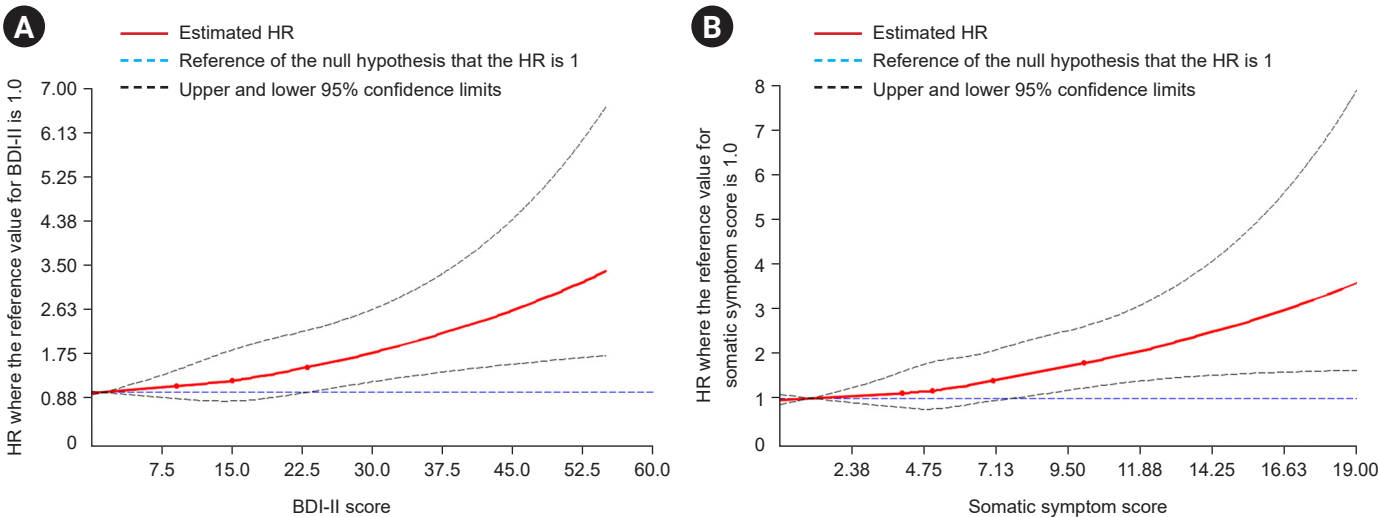 A
Estimated HR
Reference of the null hypothesis that the HR is 1
Upper and lower 95% confidence limits
HR where the reference value for BDI-II is 1.0
7.00
6.13
5.25
4.38
3.50
2.63
1.75
0.88
0
7.5 15.0 22.5 30.0 37.5 45.0 52.5 60.0
BDI-II score
B
Estimated HR
Reference of the null hypothesis that the HR is 1
Upper and lower 95% confidence limits
HR where the reference value for
somatic symptom score is 1.0
8
7
6
5
4
3
2
1
0
2.38 4.75 7.13 9.50 11.88 14.25 16.63 19.00
Somatic symptom score